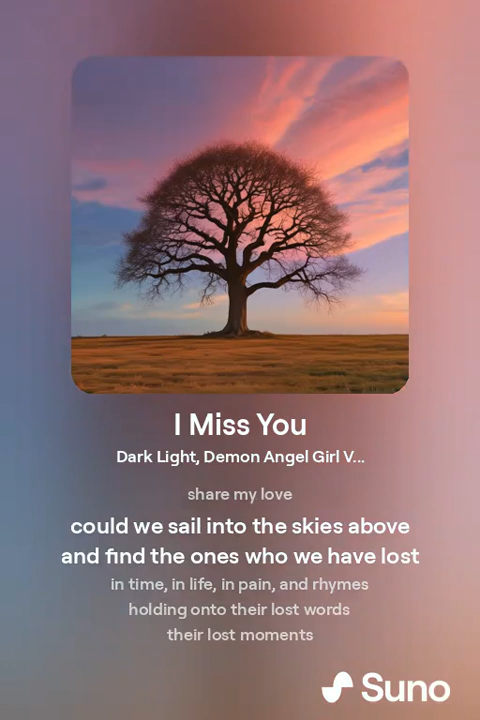 I Miss You
Dark Light, Demon Angel Girl V...
share my love
could we sail into the skies above
and find the ones who we have lost
in time, in life, in pain, and rhymes
holding onto their lost words
their lost moments
Suno